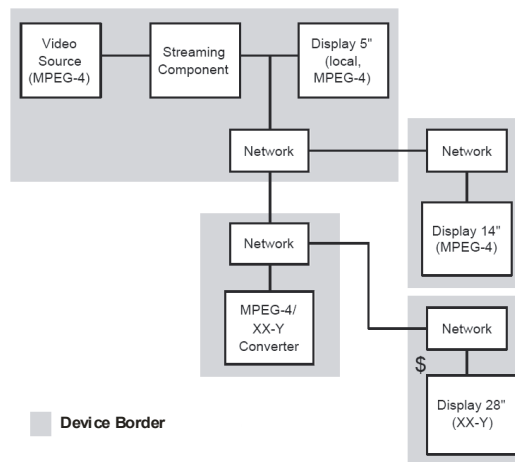 Video
Source
(MPEG-4)
Streaming
Component
Display 5"
(local,
MPEG-4)
Network
Network
Display 14"
(MPEG-4)
Network
MPEG-4/
XX-Y
Converter
Network
$
Display 28"
(XX-Y)
Device Border